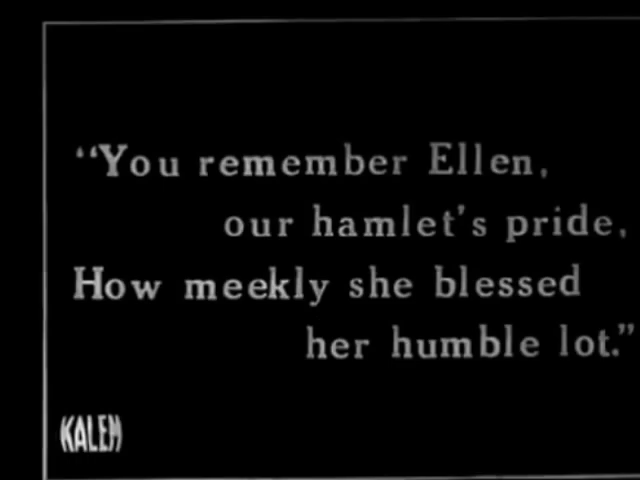 “You remember Ellen,
our hamlet's pride,
How meekly she blessed
her humble lot.”
KALEM